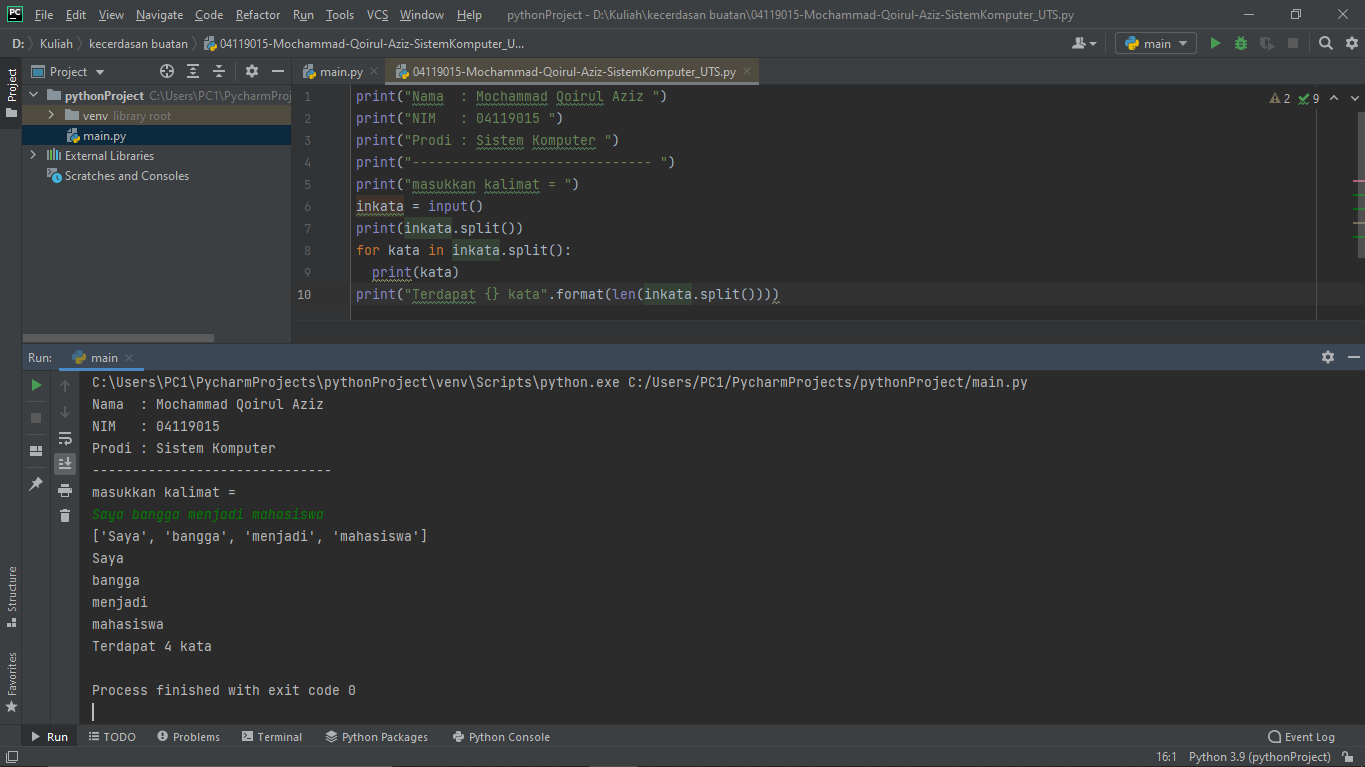 PC File Edit View Navigate Code Refactor Run Tools VCS Window Help pythonProject - D:\Kuliah\kecerdasan buatan\04119015-Mochammad-Qoirul-Aziz-SistemKomputer_UTS.py
D: Kuliah kecerdasan buatan 04119015-Mochammad-Qoirul-Aziz-SistemKomputer_U... main
Project
Project main.py 04119015-Mochammad-Qoirul-Aziz-SistemKomputer_UTS.py
pythonProject C:\Users\PC1\PycharmProj
venv library root
main.py
External Libraries
Scratches and Consoles
2 9
1 print("Nama  : Mochammad Qoirul Aziz ")
2 print("NIM   : 04119015 ")
3 print("Prodi : Sistem Komputer ")
4 print("------------------------------ ")
5 print("masukkan kalimat = ")
6 inkata = input()
7 print(inkata.split())
8 for kata in inkata.split():
9   print(kata)
10 print("Terdapat {} kata".format(len(inkata.split())))
Run: main
C:\Users\PC1\PycharmProjects\pythonProject\venv\Scripts\python.exe C:/Users/PC1/PycharmProjects/pythonProject/main.py
Nama  : Mochammad Qoirul Aziz
NIM   : 04119015
Prodi : Sistem Komputer
------------------------------
masukkan kalimat =
Saya bangga menjadi mahasiswa
['Saya', 'bangga', 'menjadi', 'mahasiswa']
Saya
bangga
menjadi
mahasiswa
Terdapat 4 kata
Process finished with exit code 0
Structure
Favorites
Run TODO Problems Terminal Python Packages Python Console Event Log
16:1 Python 3.9 (pythonProject)